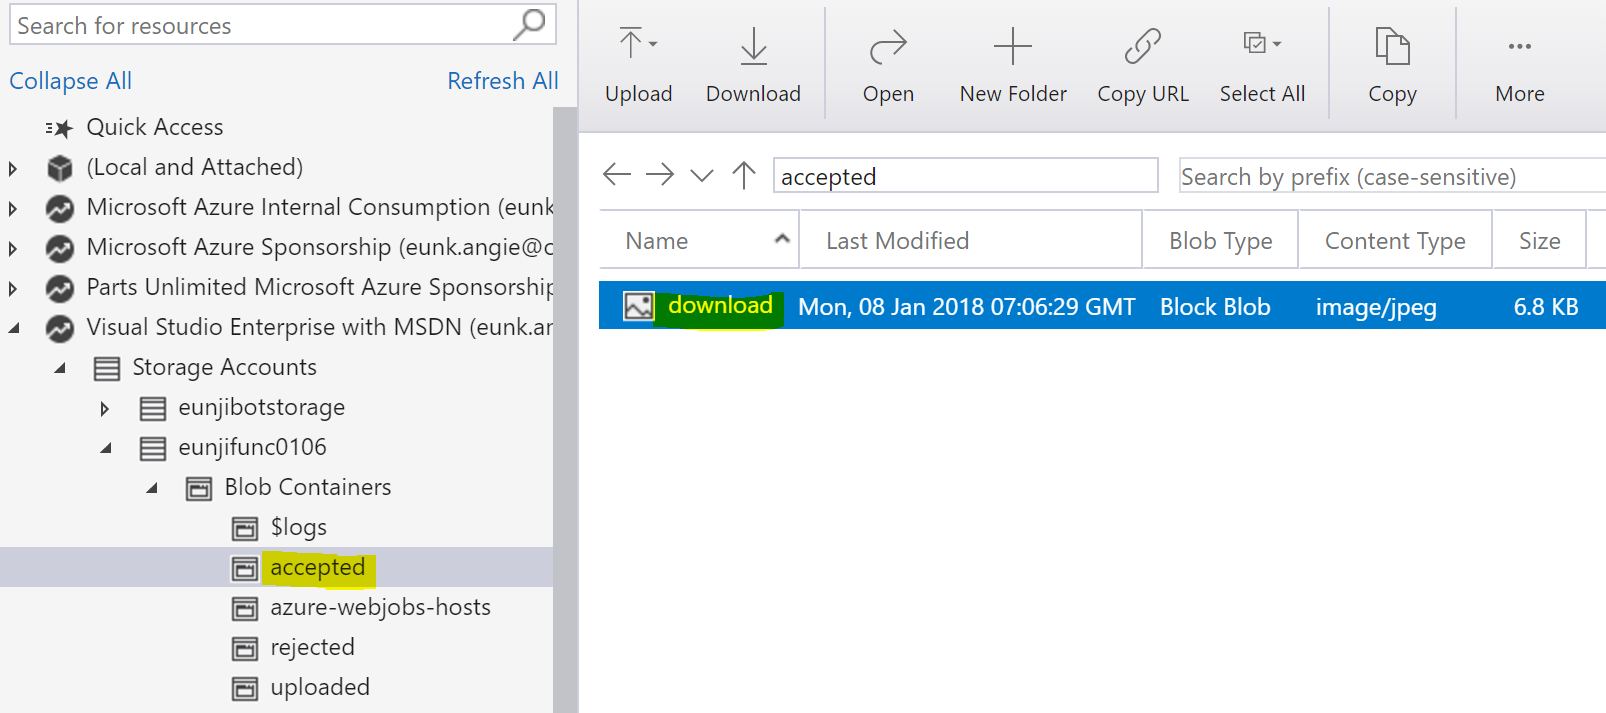 Search for resources
Collapse All Refresh All
Quick Access
(Local and Attached)
Microsoft Azure Internal Consumption (eunk
Microsoft Azure Sponsorship (eunk.angie@c
Parts Unlimited Microsoft Azure Sponsorship
Visual Studio Enterprise with MSDN (eunk.an
Storage Accounts
eunjibotstorage
eunjifunc0106
Blob Containers
$logs
accepted
azure-webjobs-hosts
rejected
uploaded
Upload Download Open New Folder Copy URL Select All Copy More
accepted Search by prefix (case-sensitive)
Name Last Modified Blob Type Content Type Size
download Mon, 08 Jan 2018 07:06:29 GMT Block Blob image/jpeg 6.8 KB